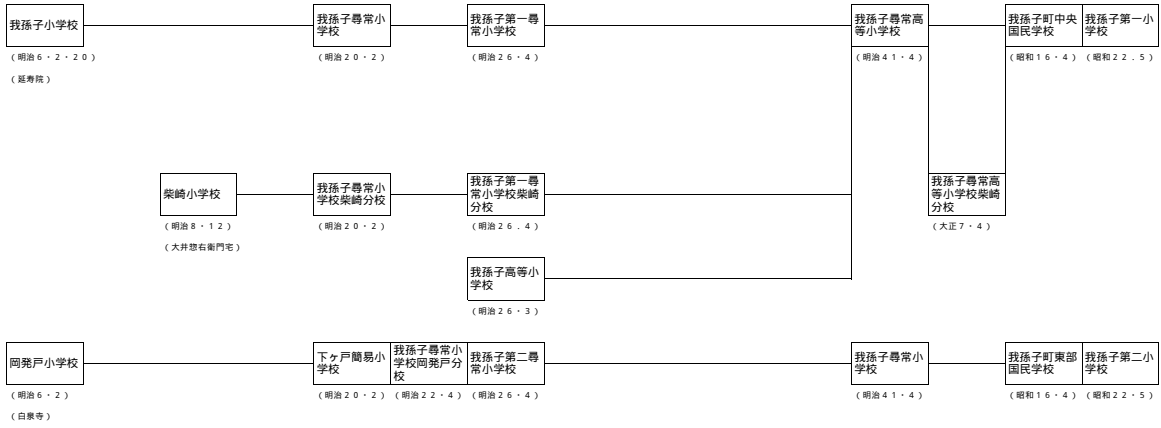 我孫子小学校
(明治6・2・20)
(延寿院)
我孫子尋常小
学校
(明治20・2)
我孫子第一尋
常小学校
(明治26・4)
我孫子尋常高
等小学校
(明治41・4)
我孫子町中央
国民学校
(昭和16・4)
我孫子第一小
学校
(昭和22.5)
柴崎小学校
(明治8・12)
(大井惣右衛門宅)
我孫子尋常小
学校柴崎分校
(明治20・2)
我孫子第一尋
常小学校柴崎
分校
(明治26.4)
我孫子尋常高
等小学校柴崎
分校
(大正7・4)
我孫子高等小
学校
(明治26・3)
岡発戸小学校
(明治6・2)
(白泉寺)
下ヶ戸簡易小
学校
(明治20・2)
我孫子尋常小
学校岡発戸分
校
(明治22・4)
我孫子第二尋
常小学校
(明治26・4)
我孫子尋常小
学校
(明治41・4)
我孫子町東部
国民学校
(昭和16・4)
我孫子第二小
学校
(昭和22・5)